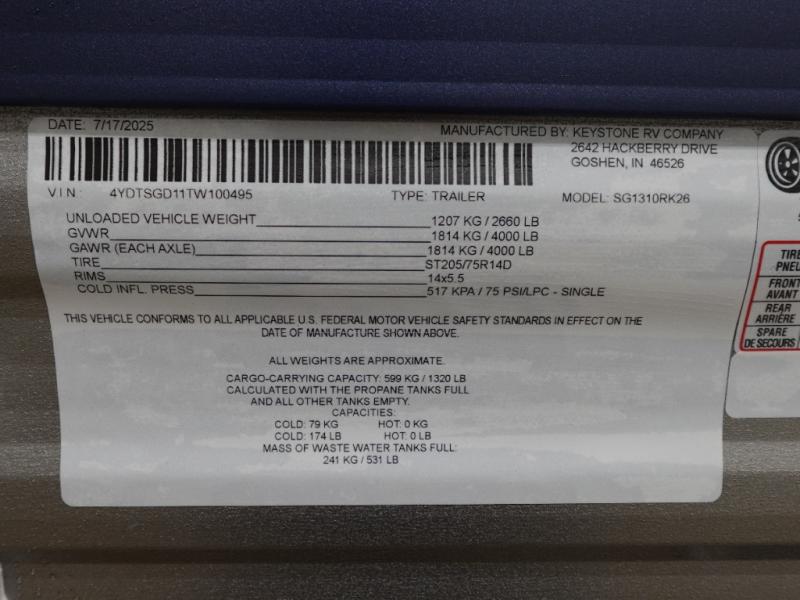 DATE: 7/17/2025
MANUFACTURED BY: KEYSTONE RV COMPANY
2642 HACKBERRY DRIVE
GOSHEN, IN 46526
VIN: 4YDTSGD11TW100495 TYPE: TRAILER MODEL: SG1310RK26
UNLOADED VEHICLE WEIGHT 1207 KG / 2660 LB
GVWR 1814 KG / 4000 LB
GAWR (EACH AXLE) 1814 KG / 4000 LB
TIRE ST205/75R14D
RIMS 14x5.5
COLD INFL. PRESS 517 KPA / 75 PSI/LPC - SINGLE
THIS VEHICLE CONFORMS TO ALL APPLICABLE U.S. FEDERAL MOTOR VEHICLE SAFETY STANDARDS IN EFFECT ON THE
DATE OF MANUFACTURE SHOWN ABOVE.
ALL WEIGHTS ARE APPROXIMATE.
CARGO-CARRYING CAPACITY: 599 KG / 1320 LB
CALCULATED WITH THE PROPANE TANKS FULL
AND ALL OTHER TANKS EMPTY.
CAPACITIES:
COLD: 79 KG HOT: 0 KG
COLD: 174 LB HOT: 0 LB
MASS OF WASTE WATER TANKS FULL:
241 KG / 531 LB
TIRE
PNEU
FRONT
AVANT
REAR
ARRIÈRE
SPARE
DE SECOURS